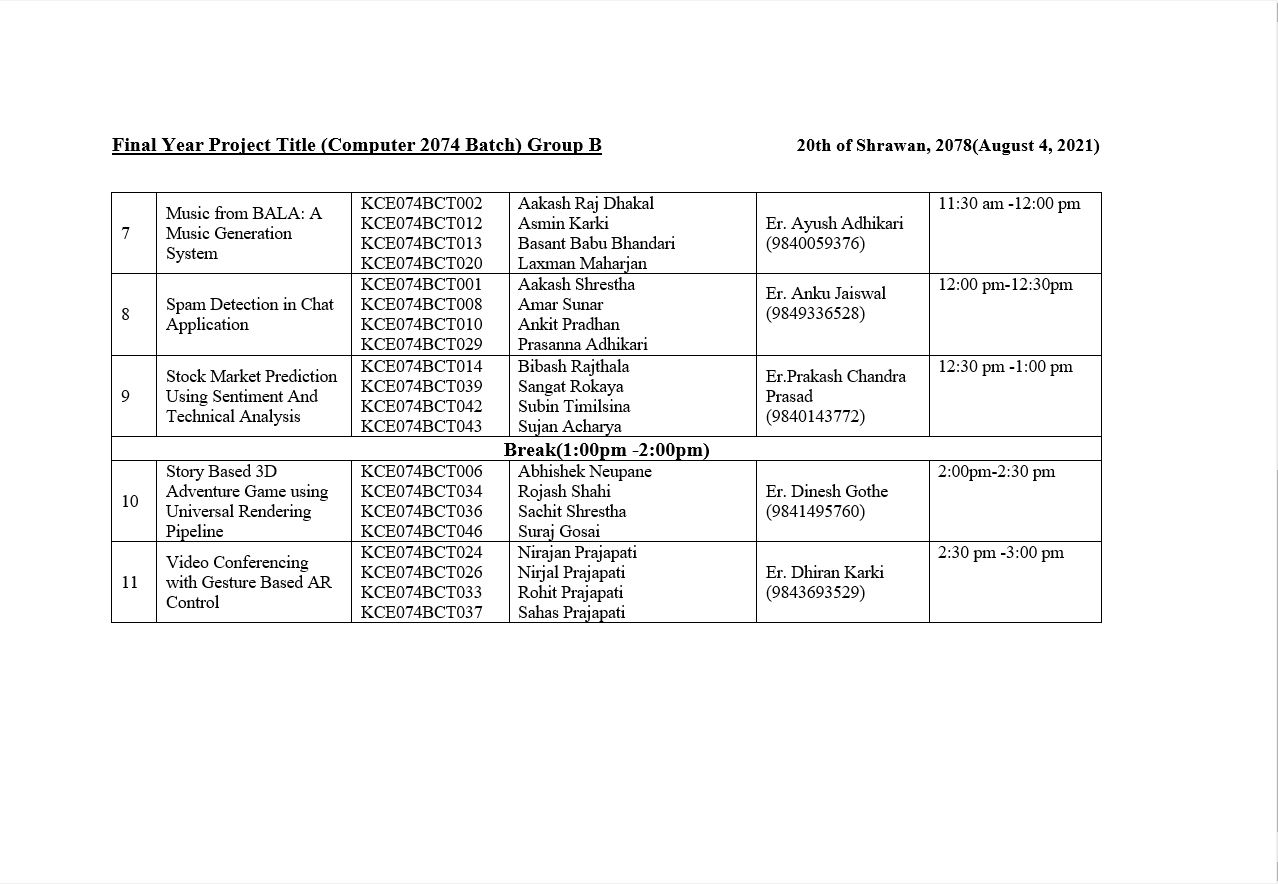 Final Year Project Title (Computer 2074 Batch) Group B
20th of Shrawan, 2078(August 4, 2021)
7
Music from BALA: A
Music Generation
System
KCE074BCT002
KCE074BCT012
KCE074BCT013
KCE074BCT020
Aakash Raj Dhakal
Asmin Karki
Basant Babu Bhandari
Laxman Maharjan
Er. Ayush Adhikari
(9840059376)
11:30 am -12:00 pm
8
Spam Detection in Chat
Application
KCE074BCT001
KCE074BCT008
KCE074BCT010
KCE074BCT029
Aakash Shrestha
Amar Sunar
Ankit Pradhan
Prasanna Adhikari
Er. Anku Jaiswal
(9849336528)
12:00 pm-12:30pm
9
Stock Market Prediction
Using Sentiment And
Technical Analysis
KCE074BCT014
KCE074BCT039
KCE074BCT042
KCE074BCT043
Bibash Rajthala
Sangat Rokaya
Subin Timilsina
Sujan Acharya
Er.Prakash Chandra
Prasad
(9840143772)
12:30 pm -1:00 pm
Break(1:00pm -2:00pm)
10
Story Based 3D
Adventure Game using
Universal Rendering
Pipeline
KCE074BCT006
KCE074BCT034
KCE074BCT036
KCE074BCT046
Abhishek Neupane
Rojash Shahi
Sachit Shrestha
Suraj Gosai
Er. Dinesh Gothe
(9841495760)
2:00pm-2:30 pm
11
Video Conferencing
with Gesture Based AR
Control
KCE074BCT024
KCE074BCT026
KCE074BCT033
KCE074BCT037
Nirajan Prajapati
Nirjal Prajapati
Rohit Prajapati
Sahas Prajapati
Er. Dhiran Karki
(9843693529)
2:30 pm -3:00 pm